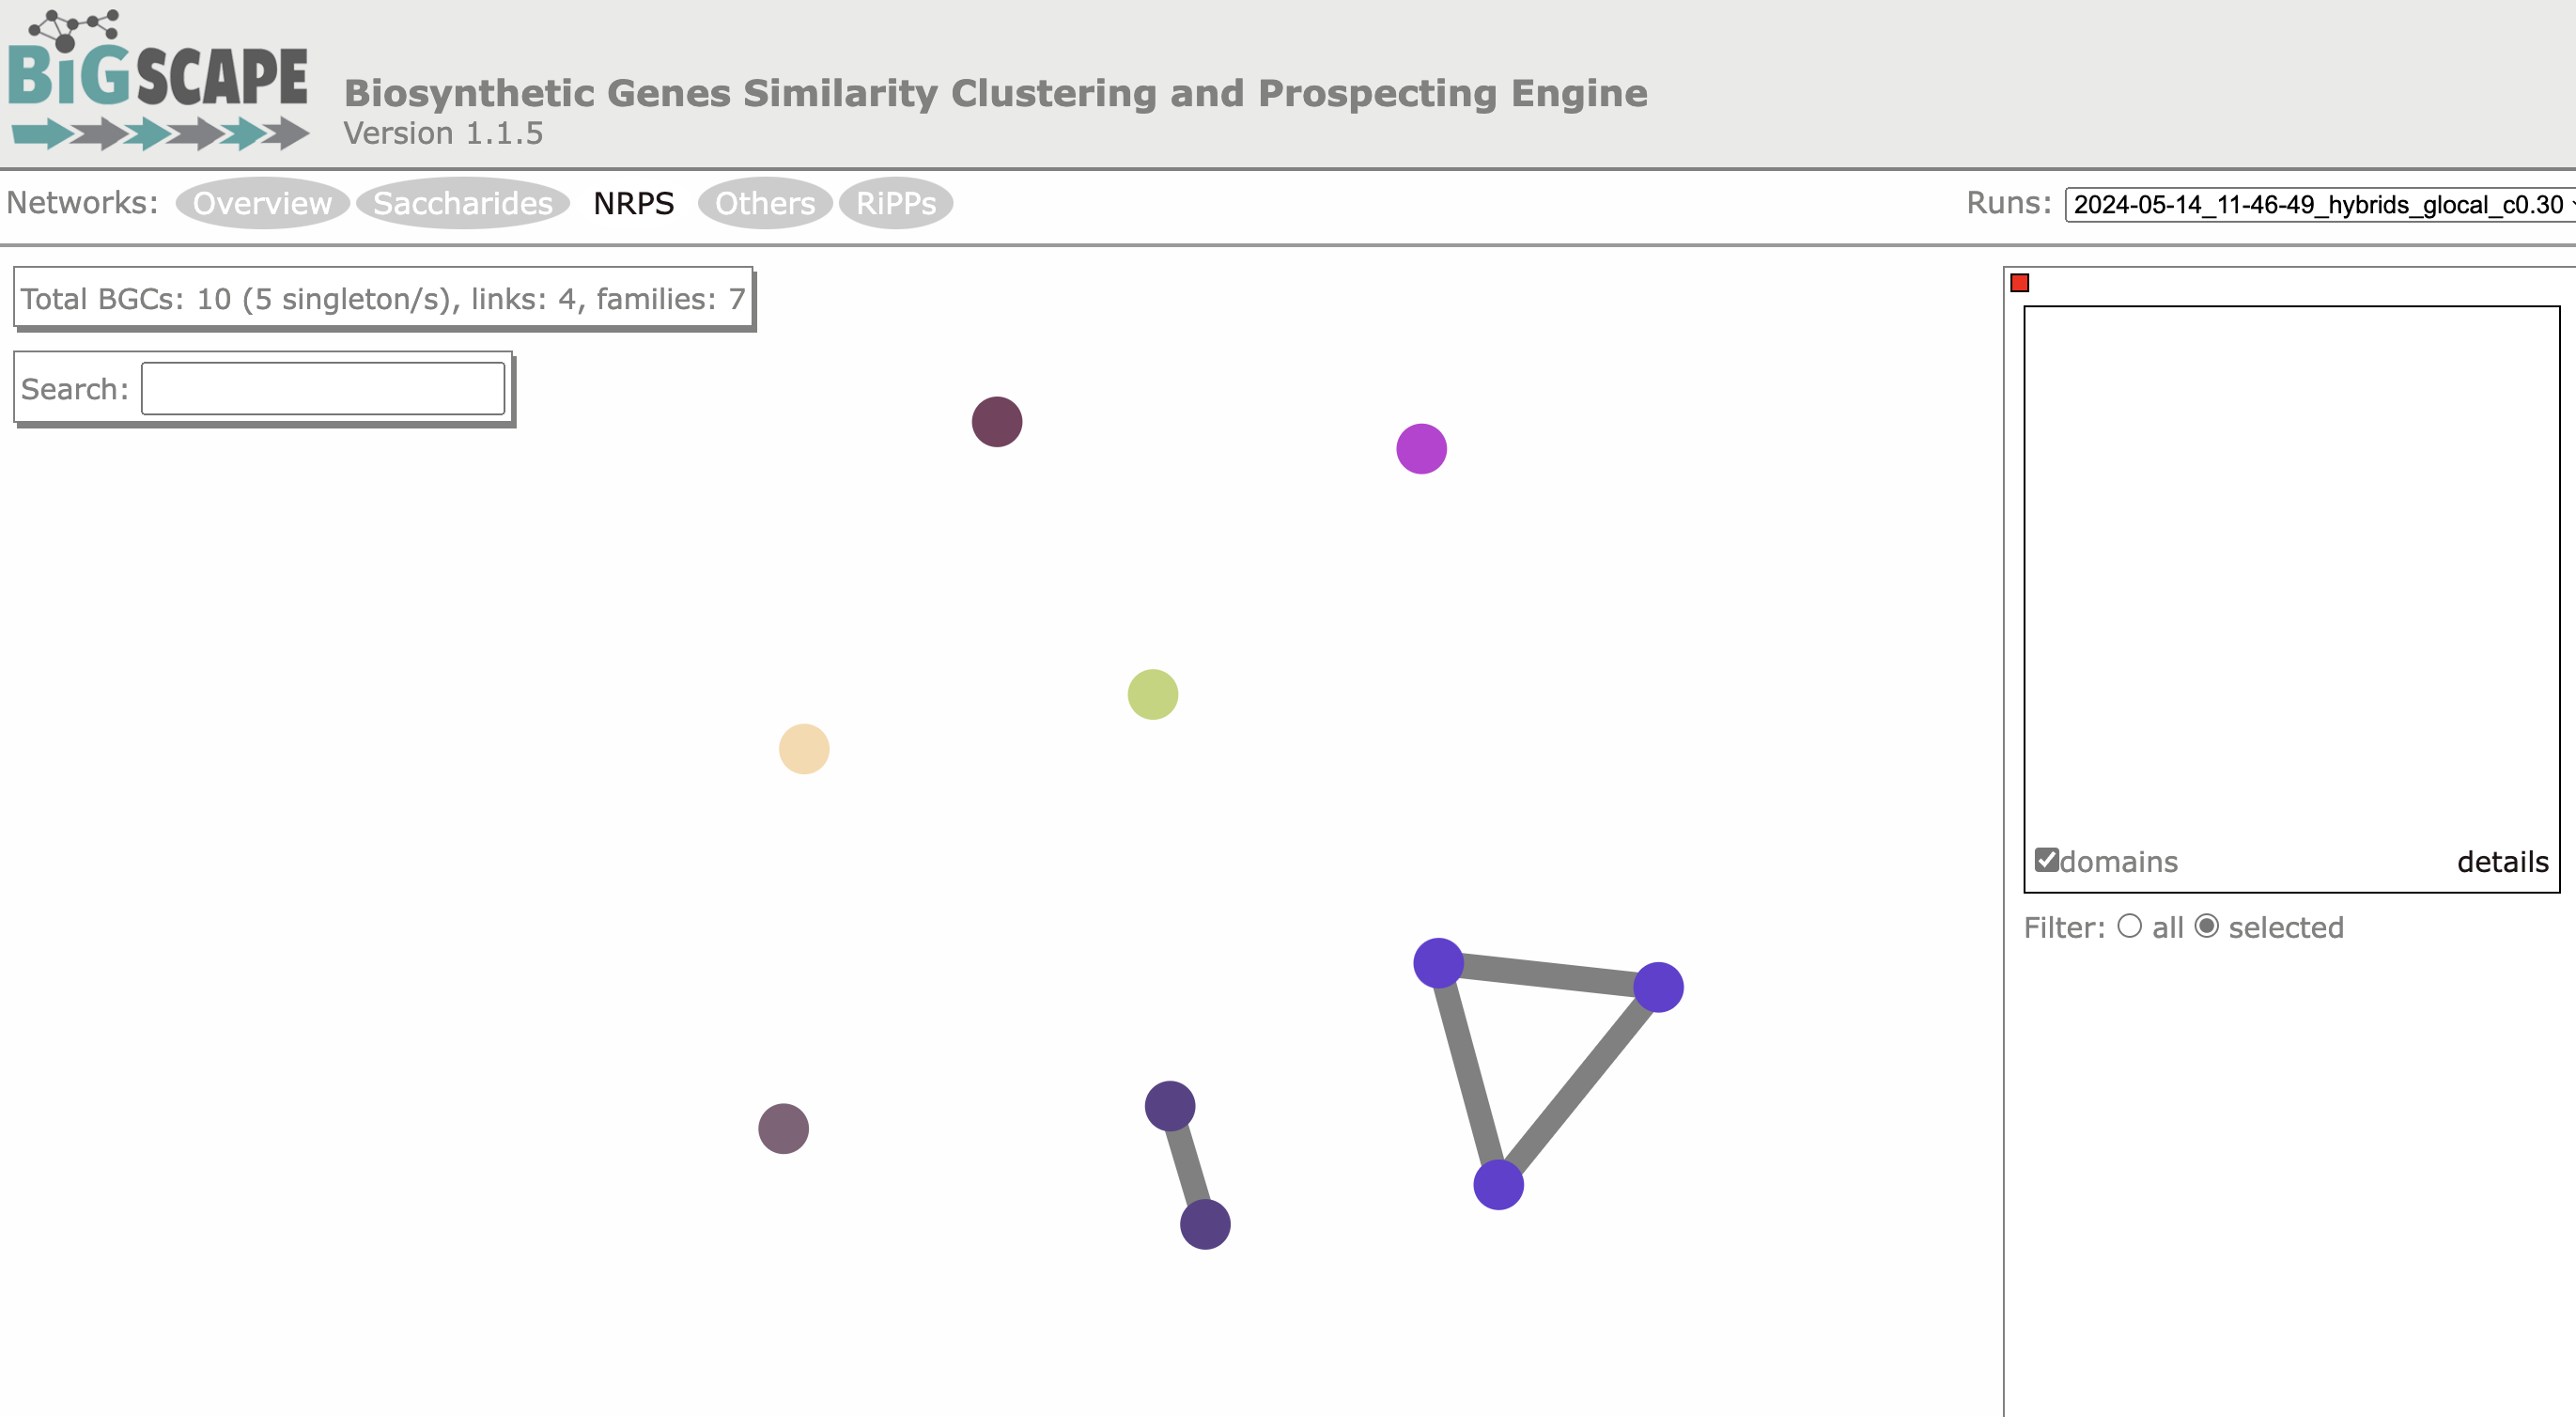 BiG SCAPE
Biosynthetic Genes Similarity Clustering and Prospecting Engine
Version 1.1.5
Networks: Overview Saccharides NRPS Others RiPPs Runs: 2024-05-14_11-46-49_hybrids_glocal_c0.30
Total BGCs: 10 (5 singleton/s), links: 4, families: 7
Search:
domains details
Filter: all selected